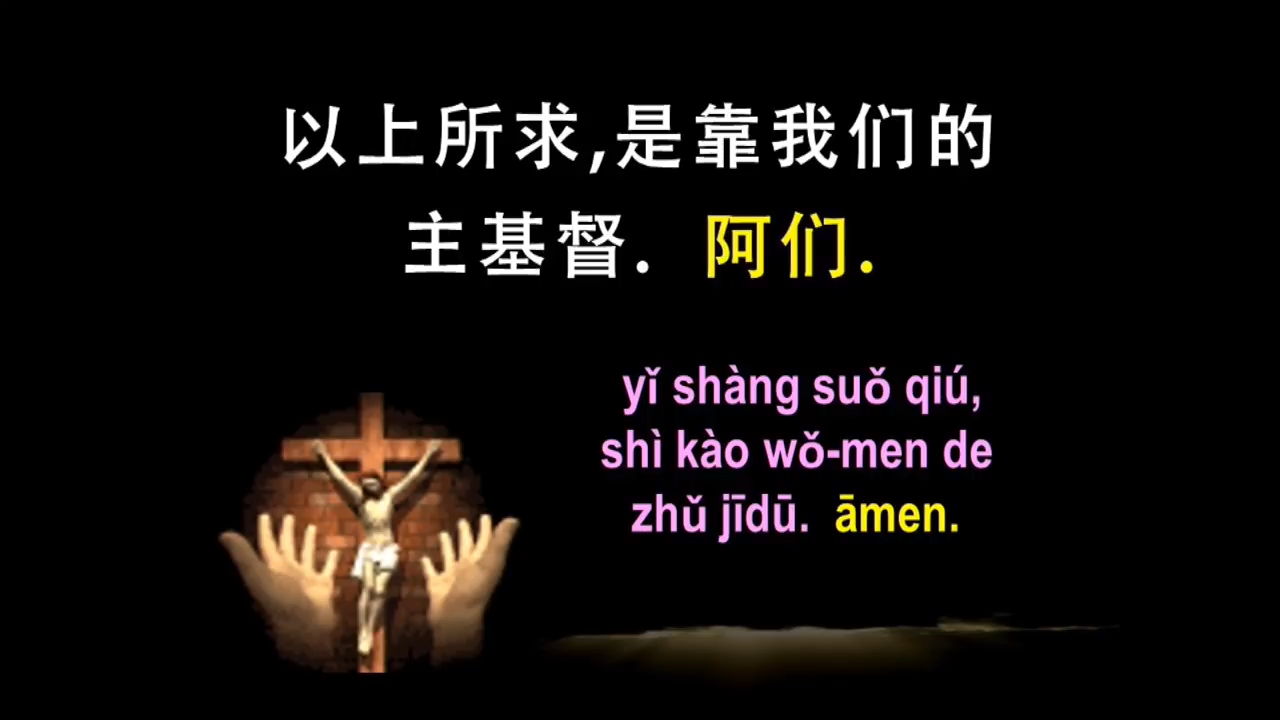 以上所求,是靠我们的
主基督. 阿们.
yǐ shàng suǒ qiú,
shì kào wǒ-men de
zhǔ jīdū. āmen.